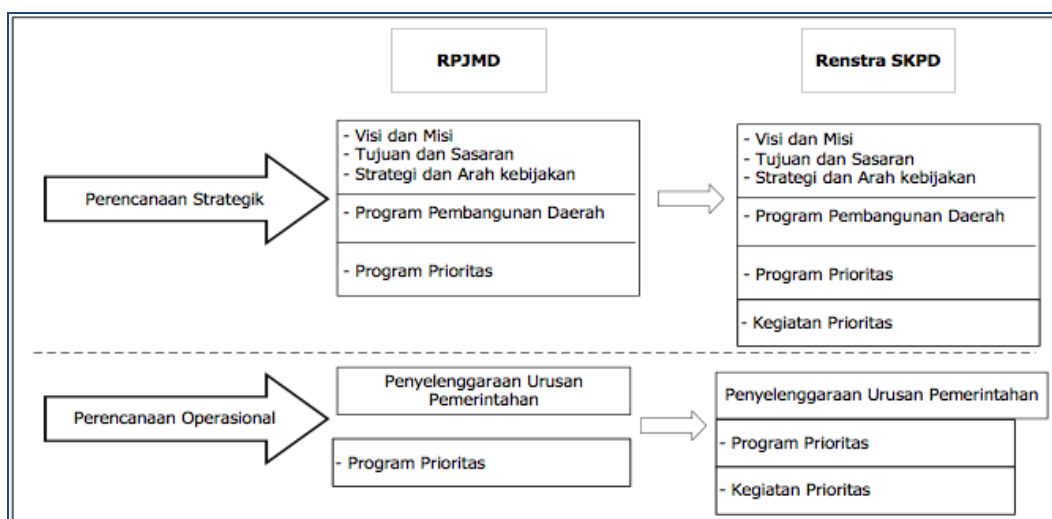 RPJMD
Renstra SKPD
Perencanaan Strategik
- Visi dan Misi
- Tujuan dan Sasaran
- Strategi dan Arah kebijakan
- Program Pembangunan Daerah
- Program Prioritas
- Visi dan Misi
- Tujuan dan Sasaran
- Strategi dan Arah kebijakan
- Program Pembangunan Daerah
- Program Prioritas
- Kegiatan Prioritas
Perencanaan Operasional
Penyelenggaraan Urusan
Pemerintahan
- Program Prioritas
Penyelenggaraan Urusan Pemerintahan
- Program Prioritas
- Kegiatan Prioritas